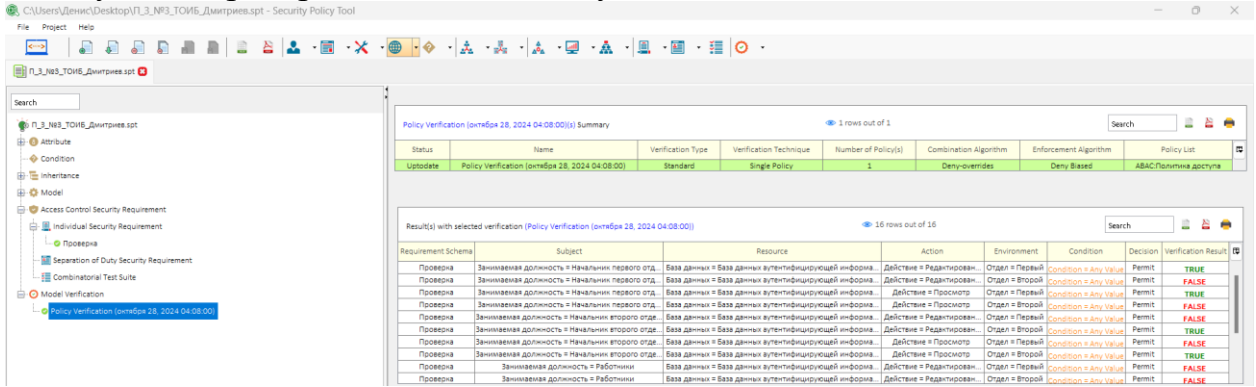 C:\Users\Денис\Desktop\П_3_№3_ТОИБ_Дмитриев.spt - Security Policy Tool
File Project Help
П_3_№3_ТОИБ_Дмитриев.spt
Search
П_3_№3_ТОИБ_Дмитриев.spt
Attribute
Condition
Inheritance
Model
Access Control Security Requirement
Individual Security Requirement
Проверка
Separation of Duty Security Requirement
Combinatorial Test Suite
Model Verification
Policy Verification (октября 28, 2024 04:08:00)
Policy Verification (октября 28, 2024 04:08:00)(s) Summary 1 rows out of 1 Search
Status Name Verification Type Verification Technique Number of Policy(s) Combination Algorithm Enforcement Algorithm Policy List
Uptodate Policy Verification (октября 28, 2024 04:08:00) Standard Single Policy 1 Deny-overrides Deny Biased ABAC:Политика доступа
Result(s) with selected verification (Policy Verification (октября 28, 2024 04:08:00)) 16 rows out of 16 Search
Requirement Schema Subject Resource Action Environment Condition Decision Verification Result
Проверка Занимаемая должность = Начальник первого отд... База данных = База данных аутентифицирующей информа... Действие = Редактирован... Отдел = Первый Condition = Any Value Permit TRUE
Проверка Занимаемая должность = Начальник первого отд... База данных = База данных аутентифицирующей информа... Действие = Редактирован... Отдел = Второй Condition = Any Value Permit FALSE
Проверка Занимаемая должность = Начальник первого отд... База данных = База данных аутентифицирующей информа... Действие = Просмотр Отдел = Первый Condition = Any Value Permit TRUE
Проверка Занимаемая должность = Начальник первого отд... База данных = База данных аутентифицирующей информа... Действие = Просмотр Отдел = Второй Condition = Any Value Permit FALSE
Проверка Занимаемая должность = Начальник второго отде... База данных = База данных аутентифицирующей информа... Действие = Редактирован... Отдел = Первый Condition = Any Value Permit FALSE
Проверка Занимаемая должность = Начальник второго отде... База данных = База данных аутентифицирующей информа... Действие = Редактирован... Отдел = Второй Condition = Any Value Permit TRUE
Проверка Занимаемая должность = Начальник второго отде... База данных = База данных аутентифицирующей информа... Действие = Просмотр Отдел = Первый Condition = Any Value Permit FALSE
Проверка Занимаемая должность = Начальник второго отде... База данных = База данных аутентифицирующей информа... Действие = Просмотр Отдел = Второй Condition = Any Value Permit TRUE
Проверка Занимаемая должность = Работники База данных = База данных аутентифицирующей информа... Действие = Редактирован... Отдел = Первый Condition = Any Value Permit FALSE
Проверка Занимаемая должность = Работники База данных = База данных аутентифицирующей информа... Действие = Редактирован... Отдел = Второй Condition = Any Value Permit FALSE